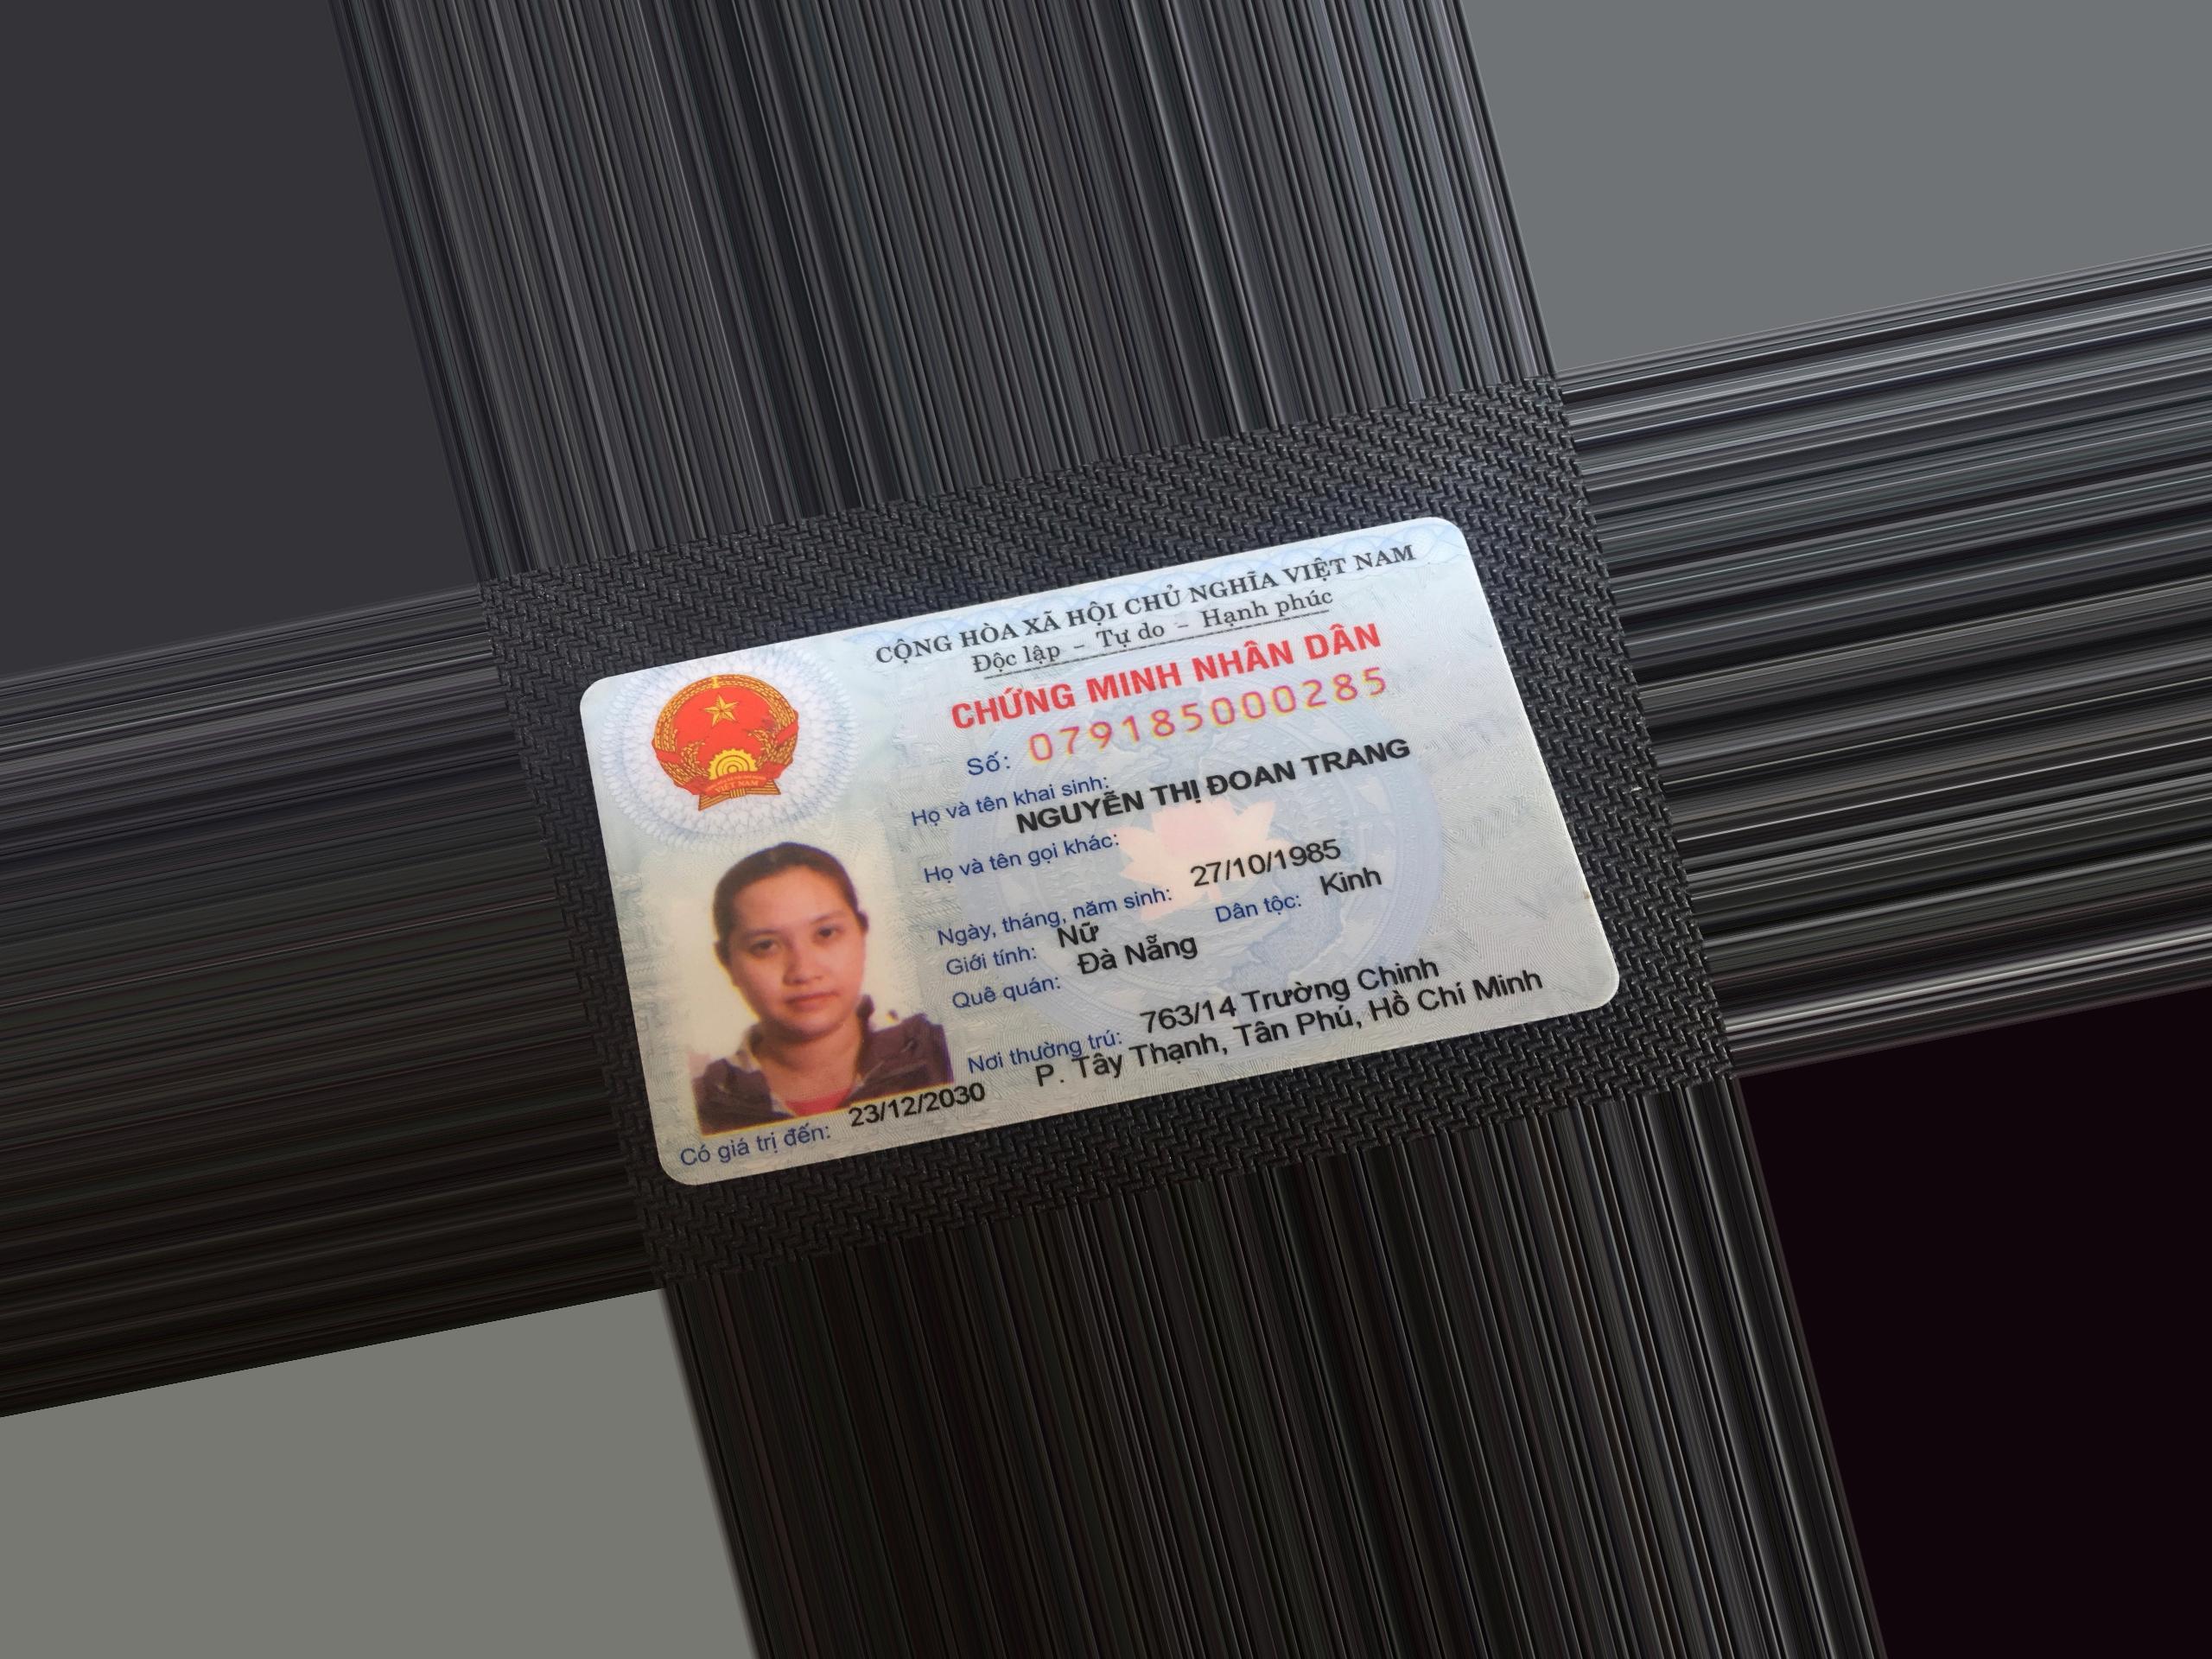 CỘNG HÒA XÃ HỘI CHỦ NGHĨA VIỆT NAM
Độc lập - Tự do - Hạnh phúc
CHỨNG MINH NHÂN DÂN
Số: 079185000285
Họ và tên khai sinh:
NGUYỄN THỊ ĐOAN TRANG
Họ và tên gọi khác:
Ngày, tháng, năm sinh: 27/10/1985
Giới tính: Nữ Dân tộc: Kinh
Quê quán: Đà Nẵng
Nơi thường trú: 763/14 Trường Chinh
P. Tây Thạnh, Tân Phú, Hồ Chí Minh
Có giá trị đến: 23/12/2030
VIỆT NAM